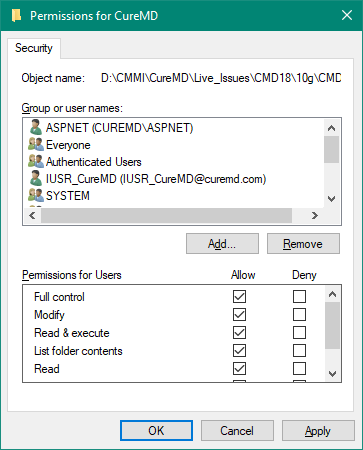 Permissions for CureMD
Security
Object name: D:\CMMI\CureMD\Live_Issues\CMD18\10g\CMD
Group or user names:
ASPNET (CUREMD\ASPNET)
Everyone
Authenticated Users
IUSR_CureMD (IUSR_CureMD@curemd.com)
SYSTEM
Add... Remove
Permissions for Users Allow Deny
Full control
Modify
Read & execute
List folder contents
Read
OK Cancel Apply